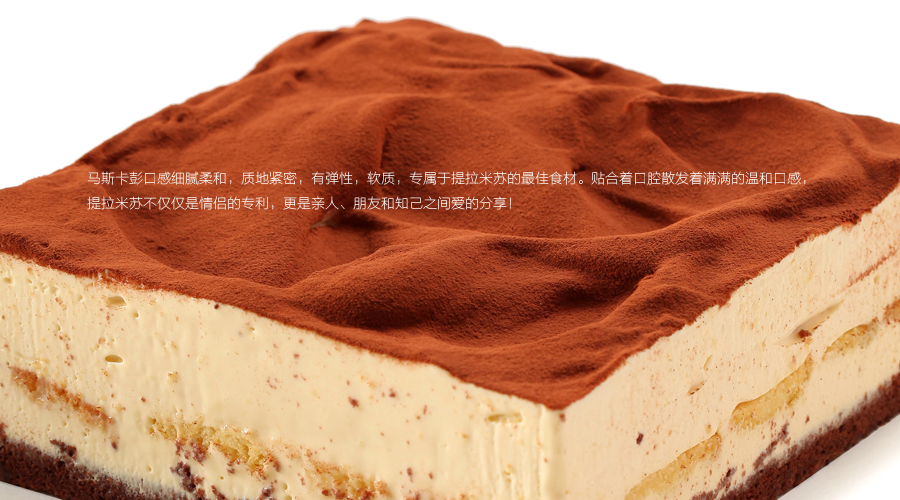 马斯卡彭口感细腻柔和，质地紧密，有弹性，软质，专属于提拉米苏的最佳食材。贴合着口腔散发着满满的温和口感，
提拉米苏不仅仅是情侣的专利，更是亲人、朋友和知己之间爱的分享！